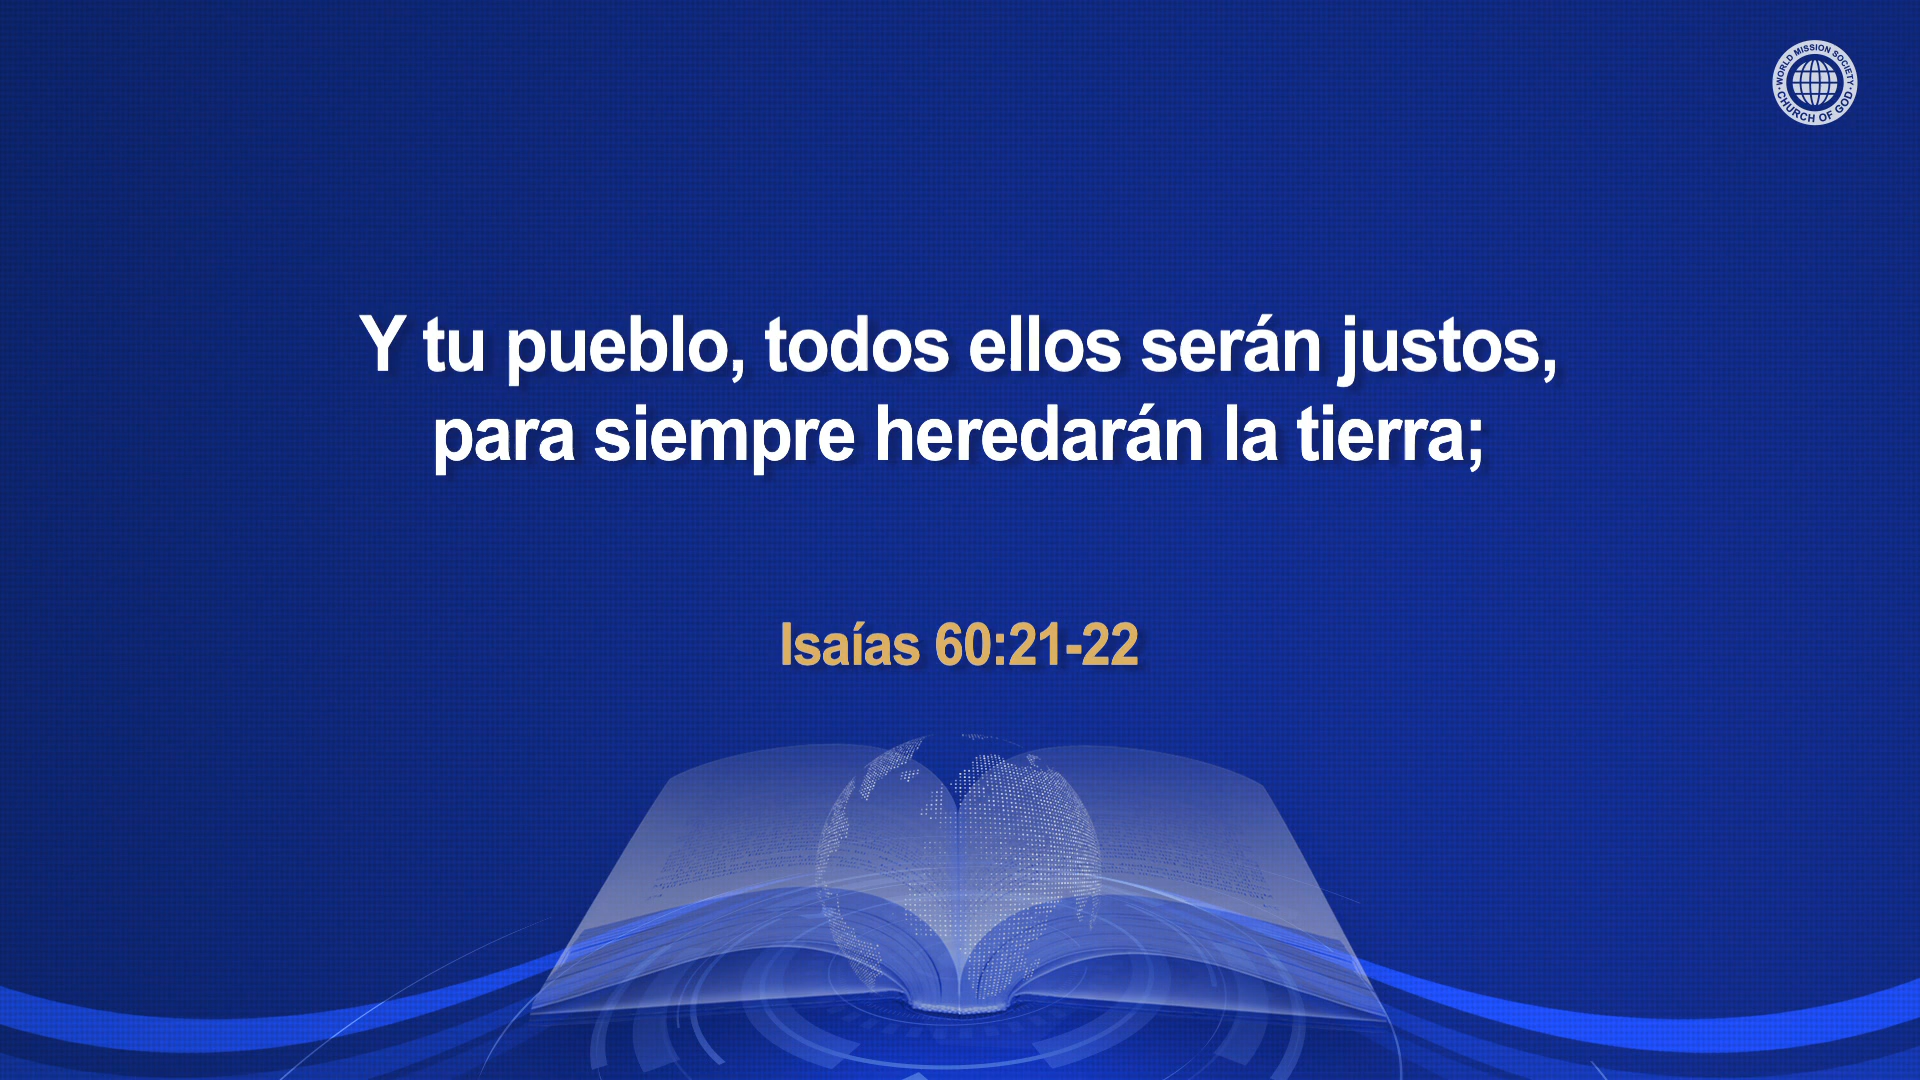 WORLD MISSION SOCIETY
CHURCH OF GOD
Y tu pueblo, todos ellos serán justos,
para siempre heredarán la tierra;
Isaías 60:21-22